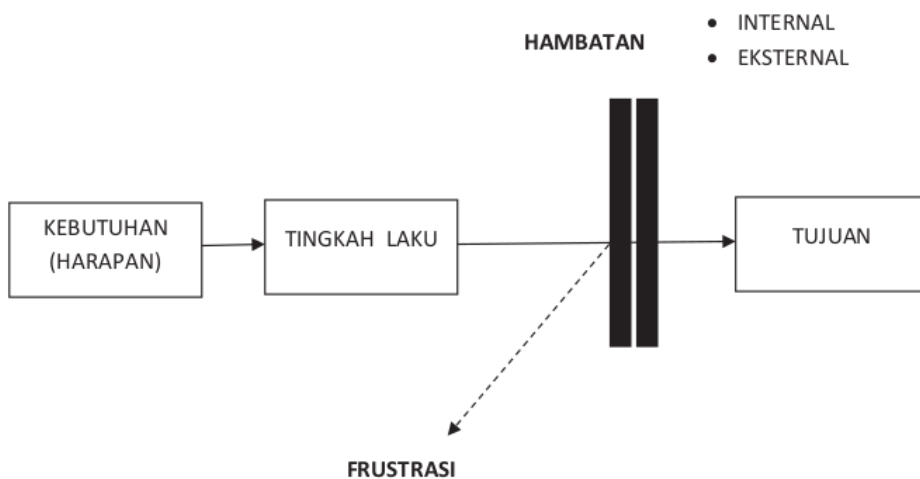 HAMBATAN
• INTERNAL
• EKSTERNAL
KEBUTUHAN
(HARAPAN)
TINGKAH LAKU
TUJUAN
FRUSTRASI